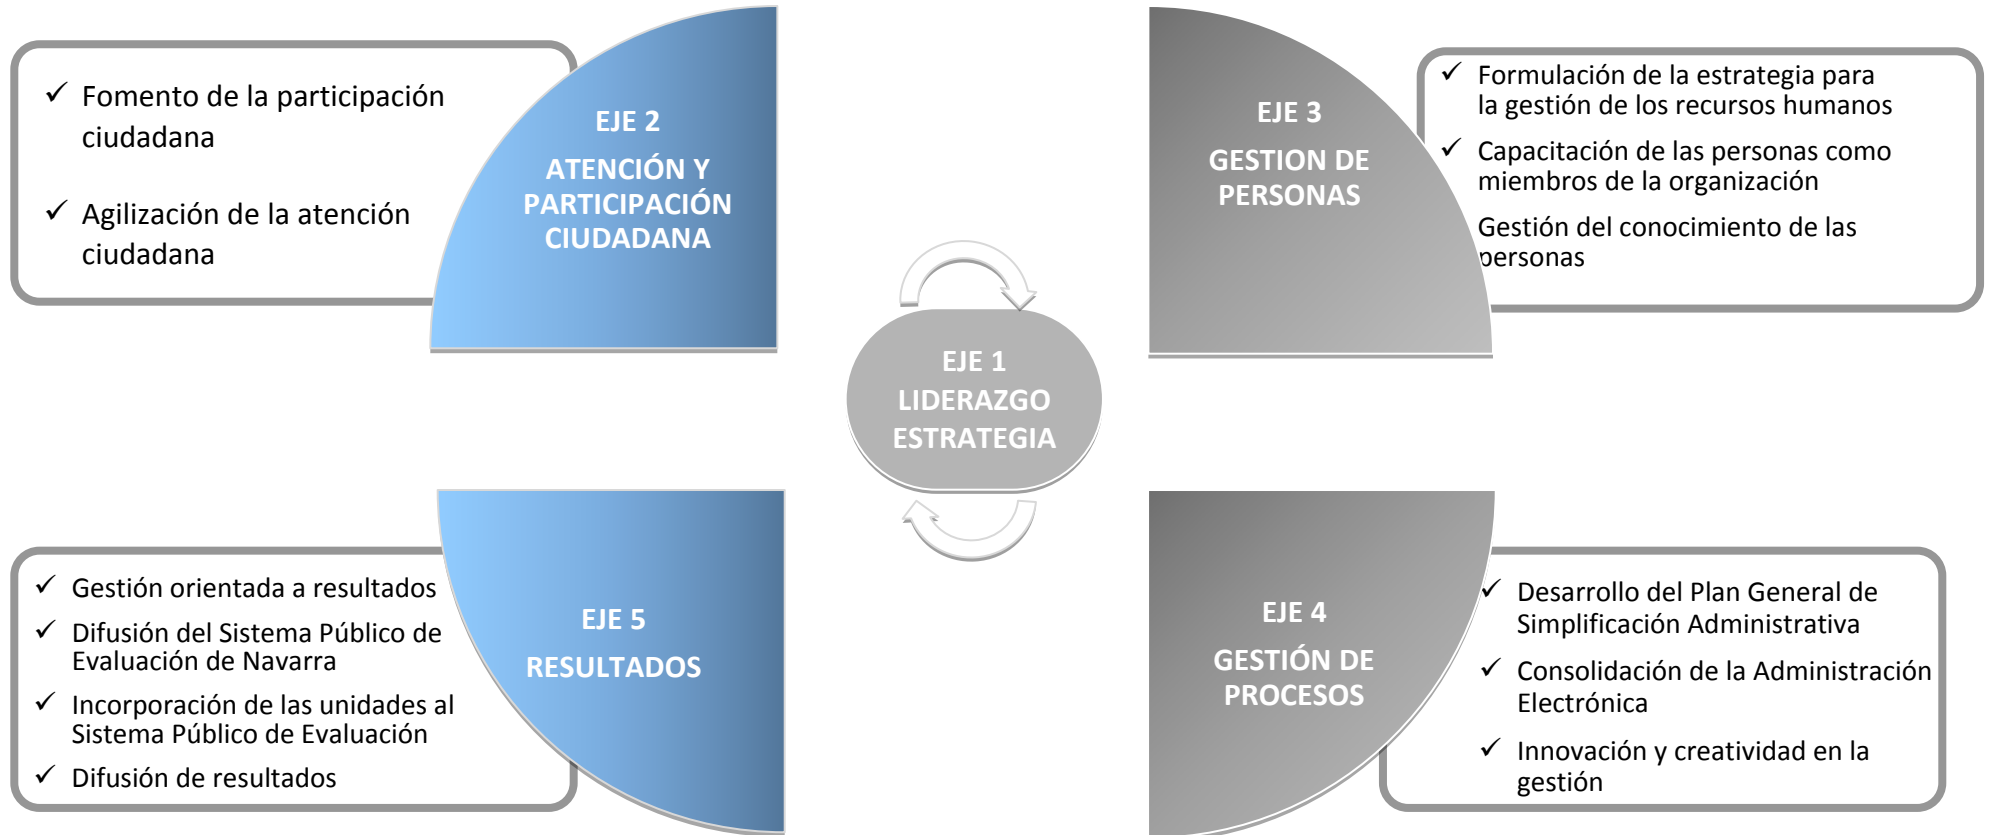 ✓ Fomento de la participación
ciudadana
✓ Agilización de la atención
ciudadana
EJE 2
ATENCIÓN Y
PARTICIPACIÓN
CIUDADANA
EJE 3
GESTION DE
PERSONAS
✓ Formulación de la estrategia para
la gestión de los recursos humanos
✓ Capacitación de las personas como
miembros de la organización
Gestión del conocimiento de las
personas
EJE 1
LIDERAZGO
ESTRATEGIA
✓ Gestión orientada a resultados
✓ Difusión del Sistema Público de
Evaluación de Navarra
✓ Incorporación de las unidades al
Sistema Público de Evaluación
✓ Difusión de resultados
EJE 5
RESULTADOS
EJE 4
GESTIÓN DE
PROCESOS
✓ Desarrollo del Plan General de
Simplificación Administrativa
✓ Consolidación de la Administración
Electrónica
✓ Innovación y creatividad en la
gestión